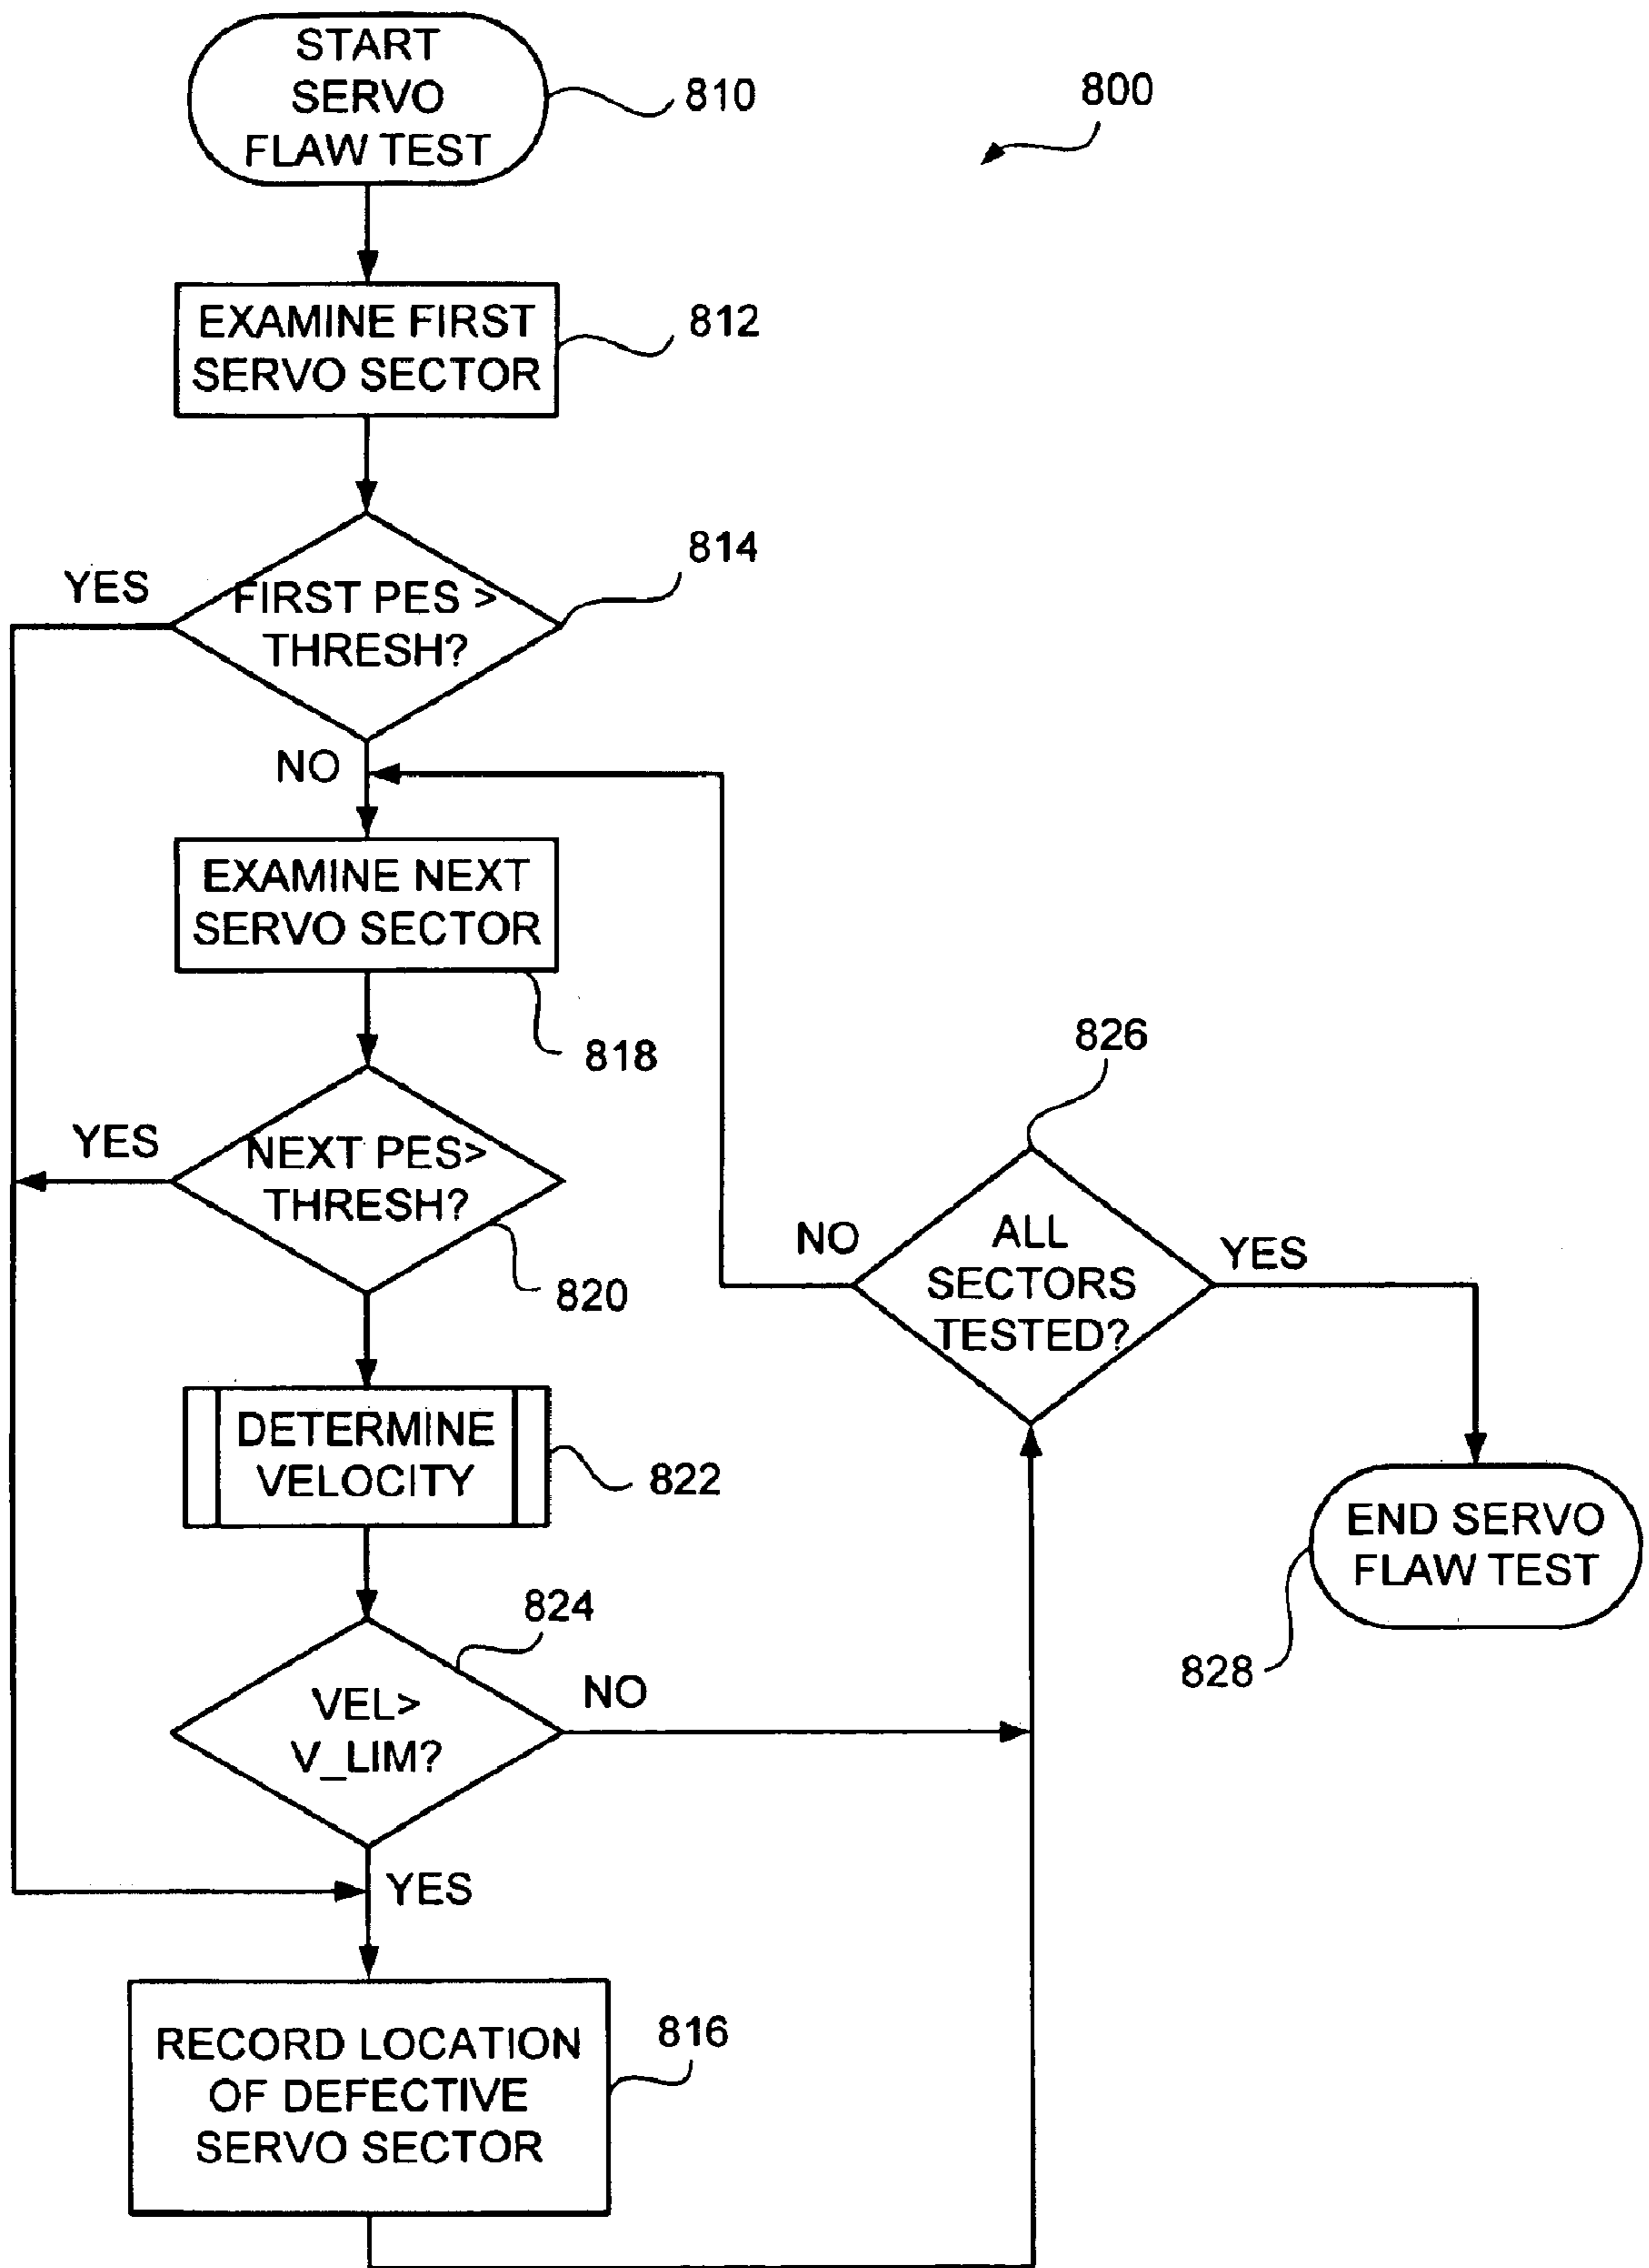 START
SERVO
FLAW TEST
810
800
EXAMINE FIRST
SERVO SECTOR
812
FIRST PES >
THRESH?
814
YES
NO
EXAMINE NEXT
SERVO SECTOR
818
NEXT PES>
THRESH?
YES
820
DETERMINE
VELOCITY
822
VEL>
V_LIM?
824
NO
YES
RECORD LOCATION
OF DEFECTIVE
SERVO SECTOR
816
826
ALL
SECTORS
TESTED?
NO
YES
END SERVO
FLAW TEST
828